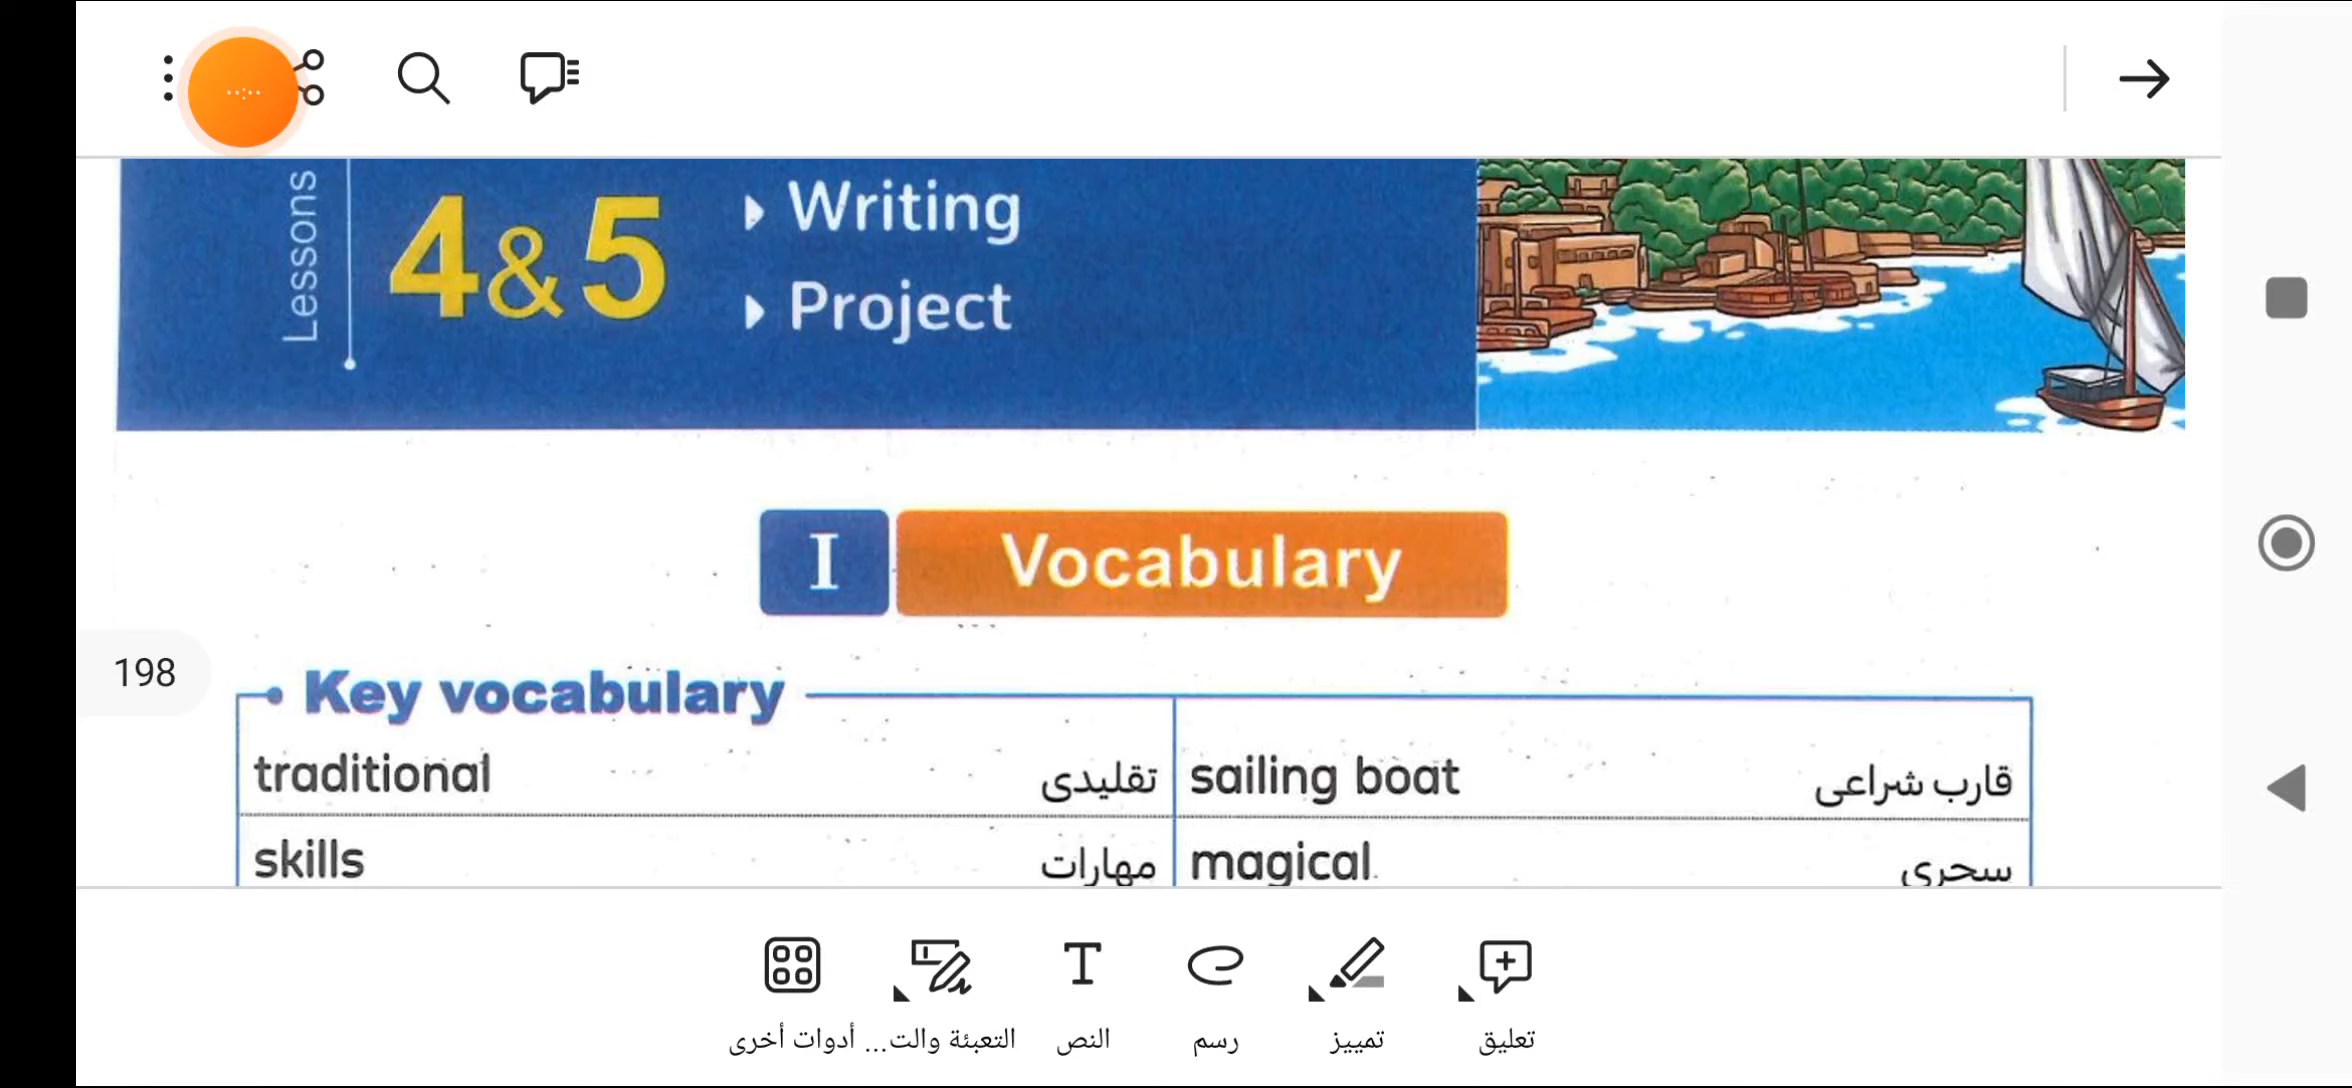 Lessons
4&5
Writing
Project
I Vocabulary
198
Key vocabulary
traditional تقليدى sailing boat قارب شراعى
skills مهارات magical سحرى
أدوات أخرى التعبئة والت... النص رسم تمييز تعليق